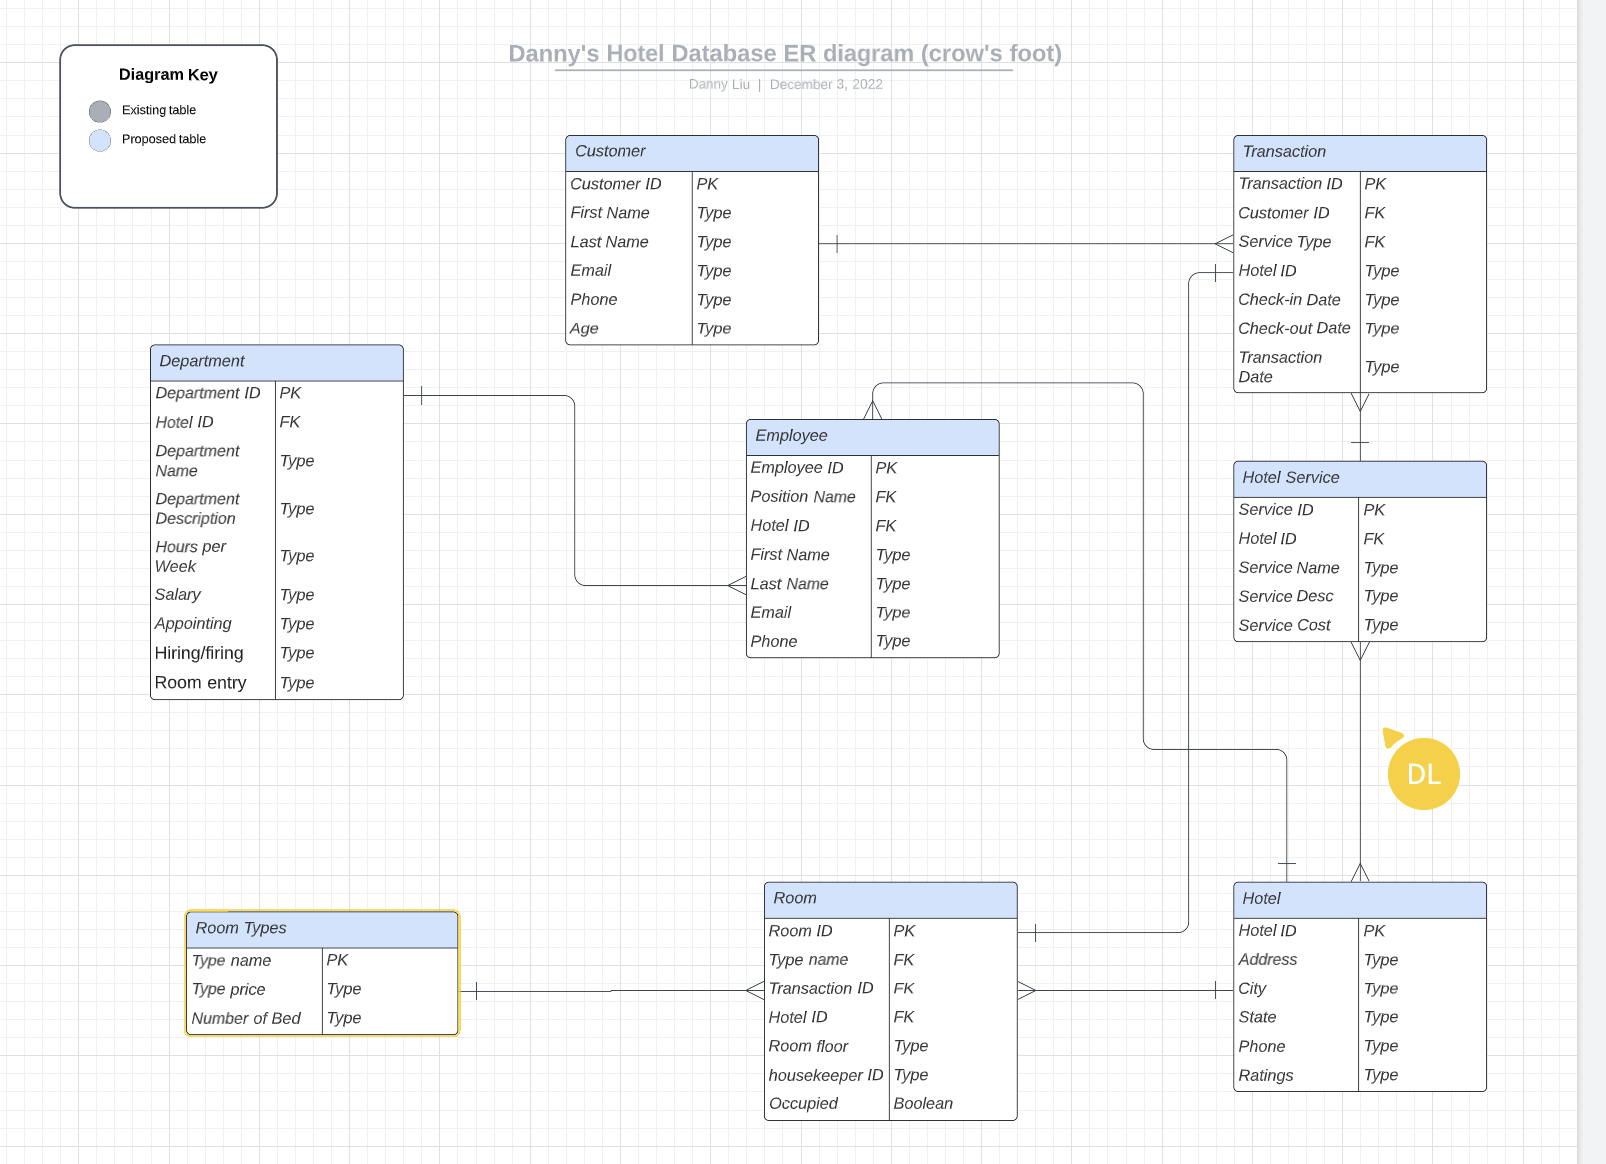 Danny's Hotel Database ER diagram (crow's foot)
Danny Liu | December 3, 2022
Diagram Key
Existing table
Proposed table
Customer
Customer ID PK
First Name Type
Last Name Type
Email Type
Phone Type
Age Type
Transaction
Transaction ID PK
Customer ID FK
Service Type FK
Hotel ID Type
Check-in Date Type
Check-out Date Type
Transaction
Date Type
Department
Department ID PK
Hotel ID FK
Department
Name Type
Department
Description Type
Hours per
Week Type
Salary Type
Appointing Type
Hiring/firing Type
Room entry Type
Employee
Employee ID PK
Position Name FK
Hotel ID FK
First Name Type
Last Name Type
Email Type
Phone Type
Hotel Service
Service ID PK
Hotel ID FK
Service Name Type
Service Desc Type
Service Cost Type
DL
Room Types
Type name PK
Type price Type
Number of Bed Type
Room
Room ID PK
Type name FK
Transaction ID FK
Hotel ID FK
Room floor Type
housekeeper ID Type
Occupied Boolean
Hotel
Hotel ID PK
Address Type
City Type
State Type
Phone Type
Ratings Type